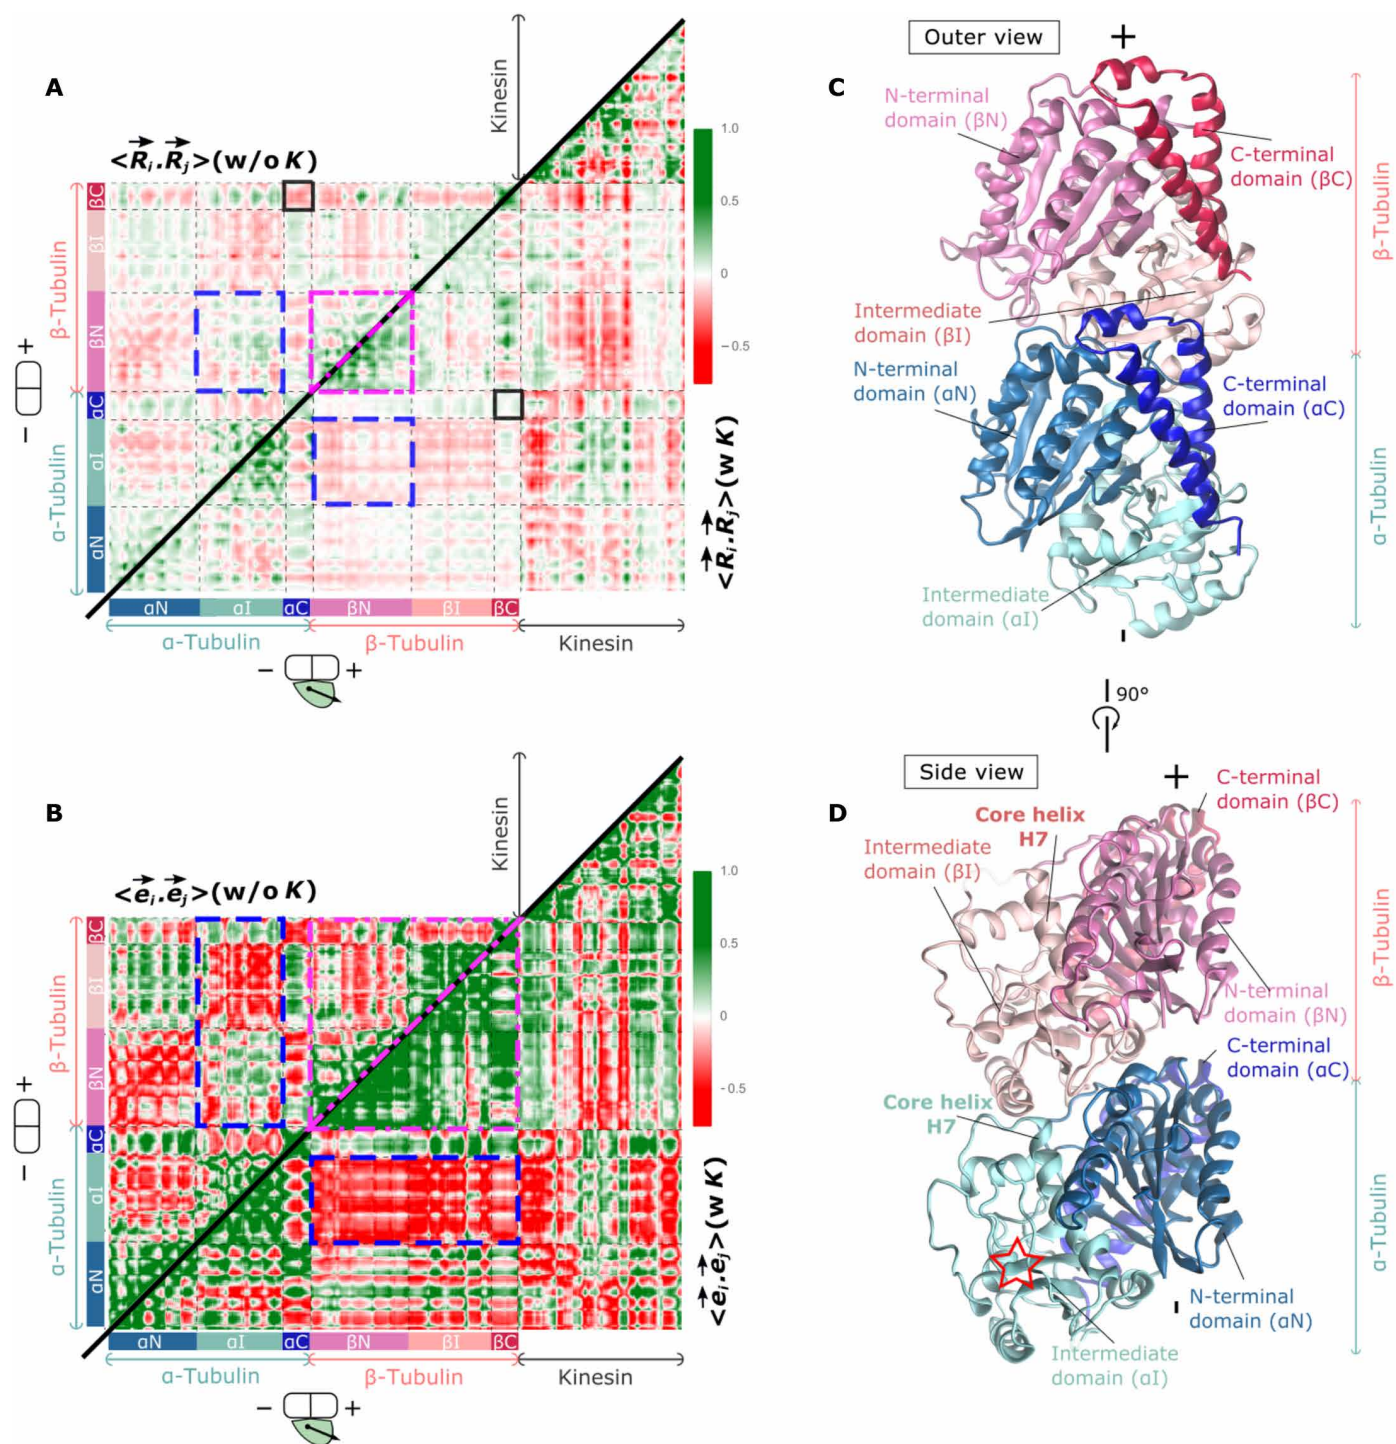 A
<R⃗i.R⃗j>(w/o K)
Kinesin
1.0
0.5
0
-0.5
β-Tubulin
α-Tubulin
βC
βI
βN
αC
αI
αN
+
−
<R⃗i.R⃗j>(w K)
αN αI αC βN βI βC
α-Tubulin β-Tubulin Kinesin
− +
B
<e⃗i.e⃗j>(w/o K)
Kinesin
1.0
0.5
0
-0.5
β-Tubulin
α-Tubulin
βC
βI
βN
αC
αI
αN
+
−
<e⃗i.e⃗j>(w K)
αN αI αC βN βI βC
α-Tubulin β-Tubulin Kinesin
− +
C
Outer view
+
N-terminal
domain (βN)
C-terminal
domain (βC)
Intermediate
domain (βI)
N-terminal
domain (αN)
C-terminal
domain (αC)
Intermediate
domain (αI)
-
β-Tubulin
α-Tubulin
90°
D
Side view
+
C-terminal
domain (βC)
Core helix
H7
Intermediate
domain (βI)
N-terminal
domain (βN)
C-terminal
domain (αC)
Core helix
H7
N-terminal
domain (αN)
Intermediate
domain (αI)
-
β-Tubulin
α-Tubulin